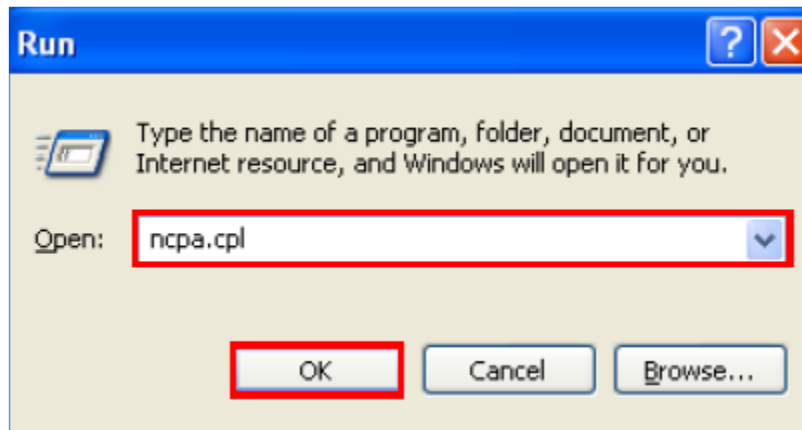 Run
Type the name of a program, folder, document, or
Internet resource, and Windows will open it for you.
Open: ncpa.cpl
OK Cancel Browse...